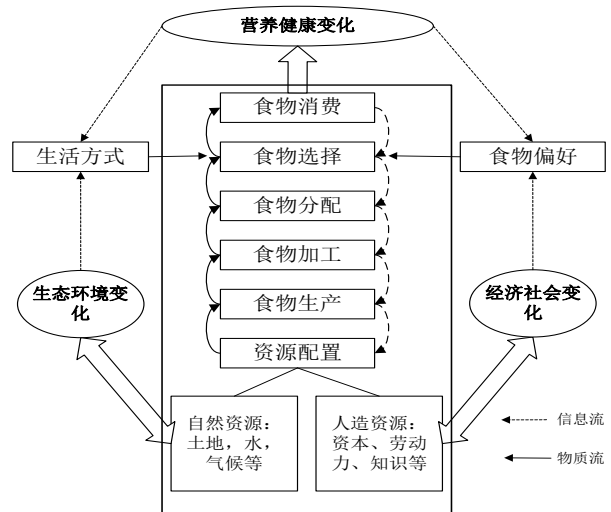 营养健康变化
食物消费
生活方式
食物选择
食物偏好
食物分配
食物加工
生态环境变
化
经济社会变
化
食物生产
资源配置
自然资源：
土地，水，
气候等
人造资源：
资本、劳动
力、知识等
信息流
物质流